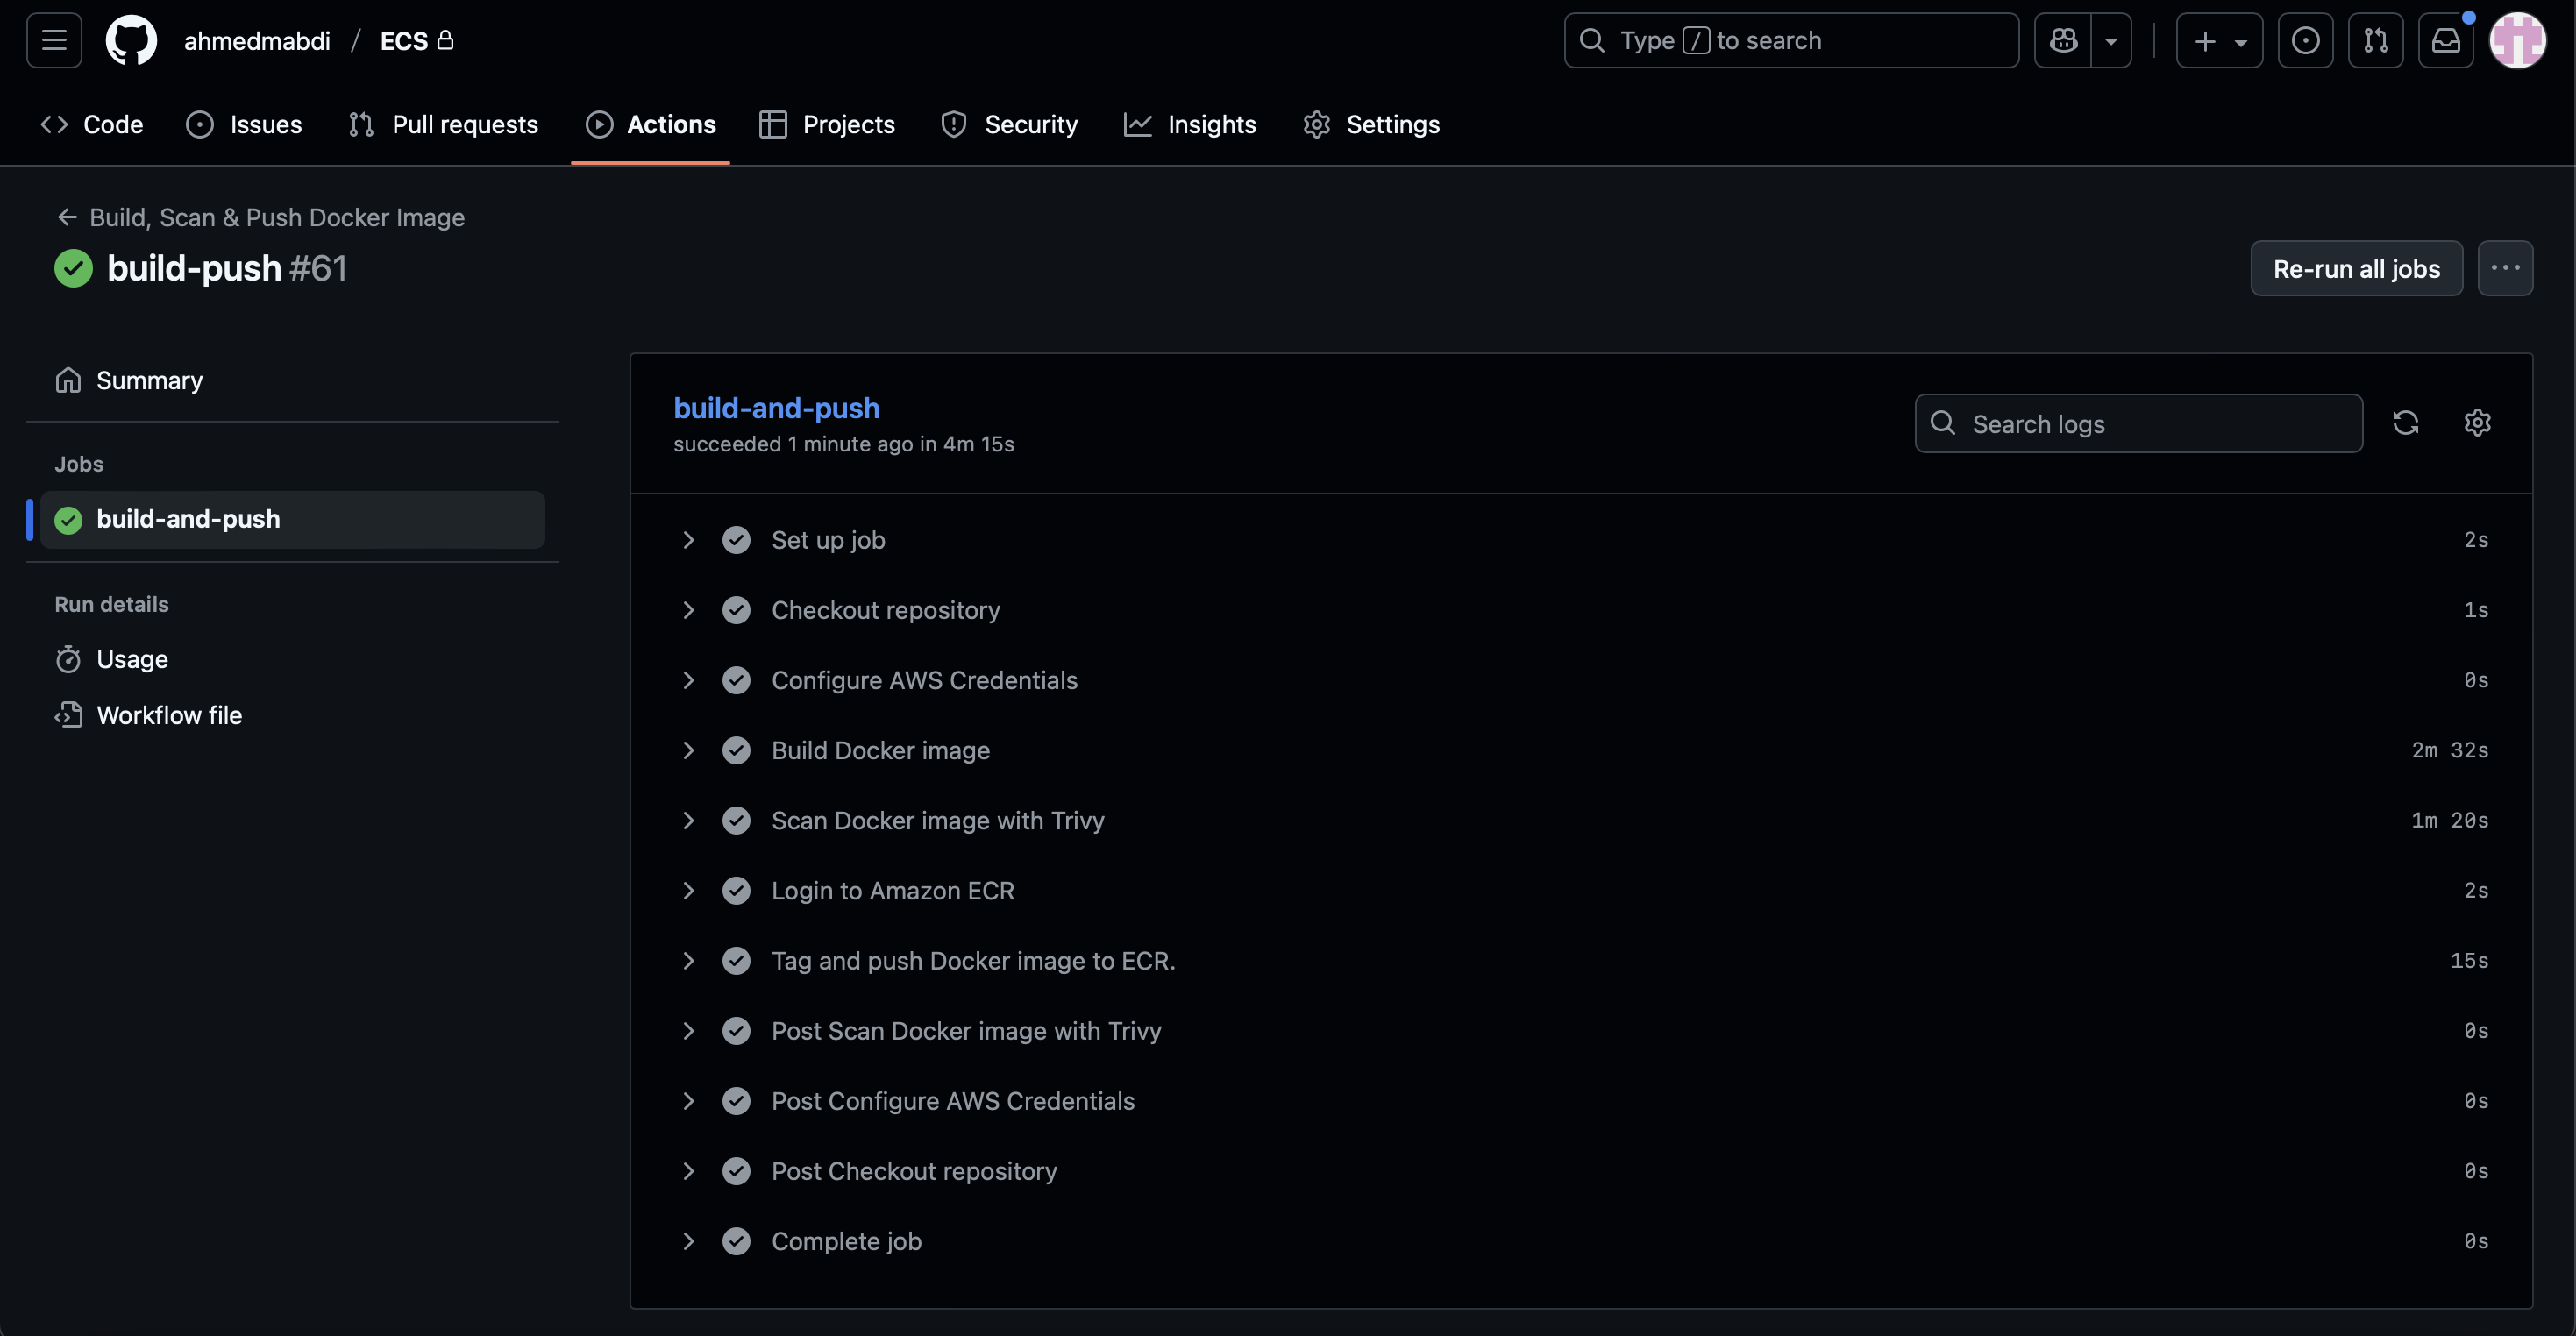 ahmedmabdi / ECS
Type / to search
Code Issues Pull requests Actions Projects Security Insights Settings
Build, Scan & Push Docker Image
build-push #61
Re-run all jobs
Summary
Jobs
build-and-push
Run details
Usage
Workflow file
build-and-push
succeeded 1 minute ago in 4m 15s
Search logs
Set up job 2s
Checkout repository 1s
Configure AWS Credentials 0s
Build Docker image 2m 32s
Scan Docker image with Trivy 1m 20s
Login to Amazon ECR 2s
Tag and push Docker image to ECR. 15s
Post Scan Docker image with Trivy 0s
Post Configure AWS Credentials 0s
Post Checkout repository 0s
Complete job 0s